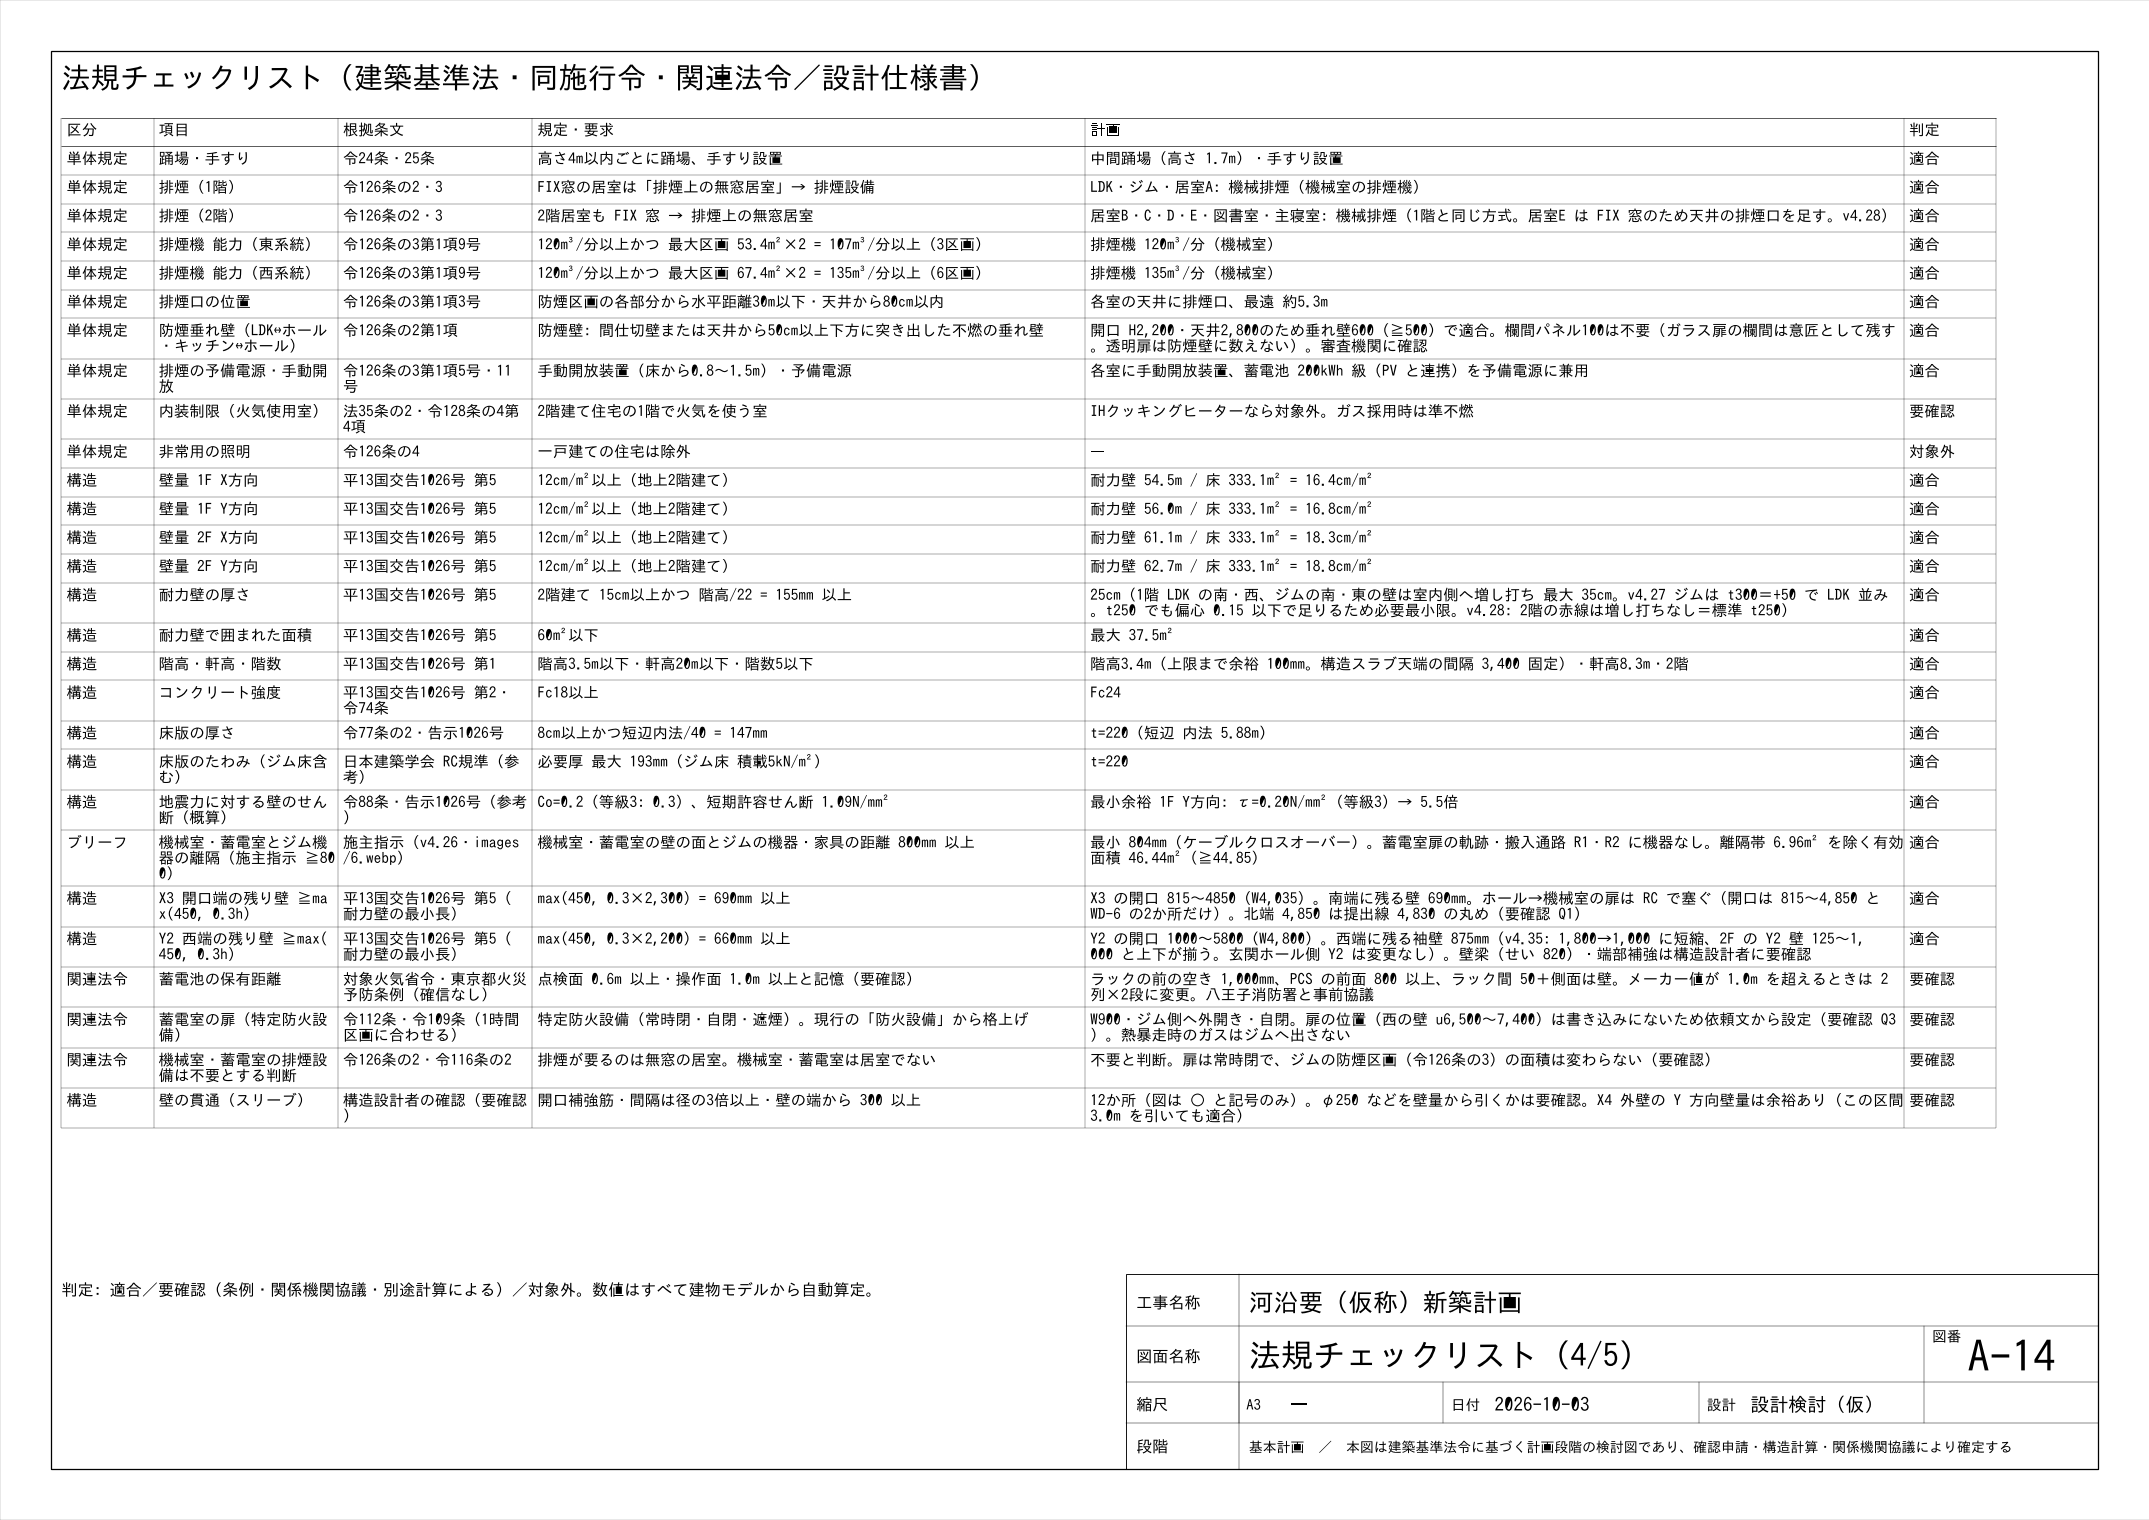 法規チェックリスト（建築基準法・同施行令・関連法令／設計仕様書）
区分 項目 根拠条文 規定・要求 計画 判定
単体規定 踊場・手すり 令24条・25条 高さ4m以内ごとに踊場、手すり設置 中間踊場（高さ 1.7m）・手すり設置 適合
単体規定 排煙（1階） 令126条の2・3 FIX窓の居室は「排煙上の無窓居室」→ 排煙設備 LDK・ジム・居室A: 機械排煙（機械室の排煙機） 適合
単体規定 排煙（2階） 令126条の2・3 2階居室も FIX 窓 → 排煙上の無窓居室 居室B・C・D・E・図書室・主寝室: 機械排煙（1階と同じ方式。居室E は FIX 窓のため天井の排煙口を足す。v4.28） 適合
単体規定 排煙機 能力（東系統） 令126条の3第1項9号 120m³/分以上かつ 最大区画 53.4m²×2 = 107m³/分以上（3区画） 排煙機 120m³/分（機械室） 適合
単体規定 排煙機 能力（西系統） 令126条の3第1項9号 120m³/分以上かつ 最大区画 67.4m²×2 = 135m³/分以上（6区画） 排煙機 135m³/分（機械室） 適合
単体規定 排煙口の位置 令126条の3第1項3号 防煙区画の各部分から水平距離30m以下・天井から80cm以内 各室の天井に排煙口、最遠 約5.3m 適合
単体規定 防煙垂れ壁（LDK⇔ホール 令126条の2第1項 防煙壁: 間仕切壁または天井から50cm以上下方に突き出した不燃の垂れ壁 開口 H2,200・天井2,800のため垂れ壁600（≧500）で適合。欄間パネル100は不要（ガラス扉の欄間は意匠として残す 適合
・キッチン⇔ホール） 。透明扉は防煙壁に数えない）。審査機関に確認
単体規定 排煙の予備電源・手動開 令126条の3第1項5号・11 手動開放装置（床から0.8〜1.5m）・予備電源 各室に手動開放装置、蓄電池 200kWh 級（PV と連携）を予備電源に兼用 適合
放 号
単体規定 内装制限（火気使用室） 法35条の2・令128条の4第 2階建て住宅の1階で火気を使う室 IHクッキングヒーターなら対象外。ガス採用時は準不燃 要確認
4項
単体規定 非常用の照明 令126条の4 一戸建ての住宅は除外 — 対象外
構造 壁量 1F X方向 平13国交告1026号 第5 12cm/m²以上（地上2階建て） 耐力壁 54.5m / 床 333.1m² = 16.4cm/m² 適合
構造 壁量 1F Y方向 平13国交告1026号 第5 12cm/m²以上（地上2階建て） 耐力壁 56.0m / 床 333.1m² = 16.8cm/m² 適合
構造 壁量 2F X方向 平13国交告1026号 第5 12cm/m²以上（地上2階建て） 耐力壁 61.1m / 床 333.1m² = 18.3cm/m² 適合
構造 壁量 2F Y方向 平13国交告1026号 第5 12cm/m²以上（地上2階建て） 耐力壁 62.7m / 床 333.1m² = 18.8cm/m² 適合
構造 耐力壁の厚さ 平13国交告1026号 第5 2階建て 15cm以上かつ 階高/22 = 155mm 以上 25cm（1階 LDK の南・西、ジムの南・東の壁は室内側へ増し打ち 最大 35cm。v4.27 ジムは t300=+50 で LDK 並み 適合
。t250 でも偏心 0.15 以下で足りるため必要最小限。v4.28: 2階の赤線は増し打ちなし＝標準 t250）
構造 耐力壁で囲まれた面積 平13国交告1026号 第5 60m²以下 最大 37.5m² 適合
構造 階高・軒高・階数 平13国交告1026号 第1 階高3.5m以下・軒高20m以下・階数5以下 階高3.4m（上限まで余裕 100mm。構造スラブ天端の間隔 3,400 固定）・軒高8.3m・2階 適合
構造 コンクリート強度 平13国交告1026号 第2・ Fc18以上 Fc24 適合
令74条
構造 床版の厚さ 令77条の2・告示1026号 8cm以上かつ短辺内法/40 = 147mm t=220（短辺 内法 5.88m） 適合
構造 床版のたわみ（ジム床含 日本建築学会 RC規準（参 必要厚 最大 193mm（ジム床 積載5kN/m²） t=220 適合
む） 考）
構造 地震力に対する壁のせん 令88条・告示1026号（参考 Co=0.2（等級3: 0.3）、短期許容せん断 1.09N/mm² 最小余裕 1F Y方向: τ=0.20N/mm²（等級3）→ 5.5倍 適合
断（概算） ）
ブリーフ 機械室・蓄電室とジム機 施主指示（v4.26・images 機械室・蓄電室の壁の面とジムの機器・家具の距離 800mm 以上 最小 804mm（ケーブルクロスオーバー）。蓄電室扉の軌跡・搬入通路 R1・R2 に機器なし。離隔帯 6.96m² を除く有効 適合
器の離隔（施主指示 ≧80 /6.webp） 面積 46.44m²（≧44.85）
0）
構造 X3 開口端の残り壁 ≧ma 平13国交告1026号 第5（ max(450, 0.3×2,300) = 690mm 以上 X3 の開口 815〜4850（W4,035）。南端に残る壁 690mm。ホール→機械室の扉は RC で塞ぐ（開口は 815〜4,850 と 適合
x(450, 0.3h) 耐力壁の最小長） WD-6 の2か所だけ）。北端 4,850 は提出線 4,830 の丸め（要確認 Q1）
構造 Y2 西端の残り壁 ≧max( 平13国交告1026号 第5（ max(450, 0.3×2,200) = 660mm 以上 Y2 の開口 1000〜5800（W4,800）。西端に残る袖壁 875mm（v4.35: 1,800→1,000 に短縮、2F の Y2 壁 125〜1, 適合
450, 0.3h) 耐力壁の最小長） 000 と上下が揃う。玄関ホール側 Y2 は変更なし）。壁梁（せい 820）・端部補強は構造設計者に要確認
関連法令 蓄電池の保有距離 対象火気省令・東京都火災 点検面 0.6m 以上・操作面 1.0m 以上と記憶（要確認） ラックの前の空き 1,000mm、PCS の前面 800 以上、ラック間 50＋側面は壁。メーカー値が 1.0m を超えるときは 2 要確認
予防条例（確信なし） 列×2段に変更。八王子消防署と事前協議
関連法令 蓄電室の扉（特定防火設 令112条・令109条（1時間 特定防火設備（常時閉・自閉・遮煙）。現行の「防火設備」から格上げ W900・ジム側へ外開き・自閉。扉の位置（西の壁 u6,500〜7,400）は書き込みにないため依頼文から設定（要確認 Q3 要確認
備） 区画に合わせる） ）。熱暴走時のガスはジムへ出さない
関連法令 機械室・蓄電室の排煙設 令126条の2・令116条の2 排煙が要るのは無窓の居室。機械室・蓄電室は居室でない 不要と判断。扉は常時閉で、ジムの防煙区画（令126条の3）の面積は変わらない（要確認） 要確認
備は不要とする判断
構造 壁の貫通（スリーブ） 構造設計者の確認（要確認 開口補強筋・間隔は径の3倍以上・壁の端から 300 以上 12か所（図は 〇 と記号のみ）。φ250 などを壁量から引くかは要確認。X4 外壁の Y 方向壁量は余裕あり（この区間 要確認
） 3.0m を引いても適合）
判定: 適合／要確認（条例・関係機関協議・別途計算による）／対象外。数値はすべて建物モデルから自動算定。
工事名称 河沿要（仮称）新築計画
図面名称 法規チェックリスト（4/5） 図番 A-14
縮尺 A3 — 日付 2026-10-03 設計 設計検討（仮）
段階 基本計画 ／ 本図は建築基準法令に基づく計画段階の検討図であり、確認申請・構造計算・関係機関協議により確定する